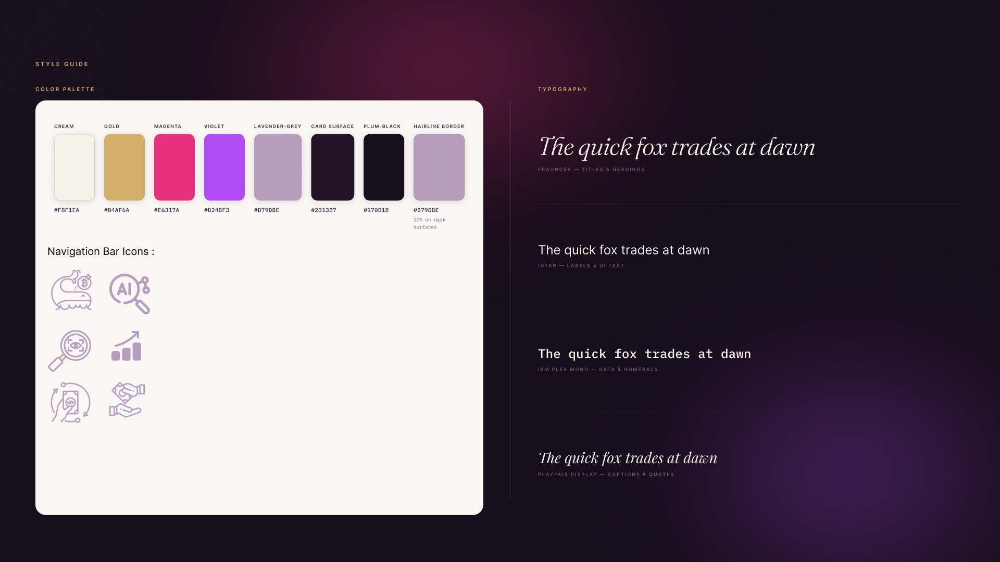 STYLE GUIDE
COLOR PALETTE
CREAM
GOLD
MAGENTA
VIOLET
LAVENDER-GREY
CARD SURFACE
PLUM-BLACK
HAIRLINE BORDER
#F8F1EA
#D4AF6A
#E6317A
#B24BF3
#B79DBE
#231327
#170D1B
#B79DBE
20% on dark
surfaces
Navigation Bar Icons :
AI
TYPOGRAPHY
The quick fox trades at dawn
FRAUNCES — TITLES & HEADINGS
The quick fox trades at dawn
INTER — LABELS & UI TEXT
The quick fox trades at dawn
IBM PLEX MONO — DATA & NUMERALS
The quick fox trades at dawn
PLAYFAIR DISPLAY — CAPTIONS & QUOTES